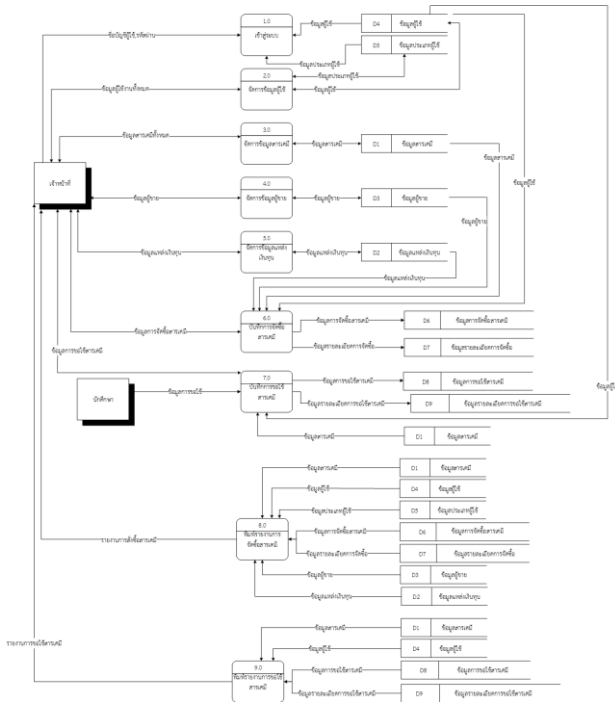 1.0
เข้าสู่ระบบ
ชื่อบัญชีผู้ใช้,รหัสผ่าน
ข้อมูลผู้ใช้
D4 ข้อมูลผู้ใช้
D5 ข้อมูลประเภทผู้ใช้
ข้อมูลประเภทผู้ใช้
2.0
จัดการข้อมูลผู้ใช้
ข้อมูลประเภทผู้ใช้
ข้อมูลผู้ใช้
ข้อมูลผู้ใช้งานทั้งหมด
3.0
จัดการข้อมูลสารเคมี
ข้อมูลสารเคมีทั้งหมด
ข้อมูลสารเคมี
D1 ข้อมูลสารเคมี
ข้อมูลสารเคมี
ข้อมูลผู้ใช้
เจ้าหน้าที่
4.0
จัดการข้อมูลผู้ขาย
ข้อมูลผู้ขาย
ข้อมูลผู้ขาย
D3 ข้อมูลผู้ขาย
ข้อมูลผู้ขาย
5.0
จัดการข้อมูลแหล่ง
เงินทุน
ข้อมูลแหล่งเงินทุน
ข้อมูลแหล่งเงินทุน
D2 ข้อมูลแหล่งเงินทุน
ข้อมูลแหล่งเงินทุน
6.0
บันทึกการจัดซื้อ
สารเคมี
ข้อมูลการจัดซื้อสารเคมี
ข้อมูลการจัดซื้อสารเคมี
D6 ข้อมูลการจัดซื้อสารเคมี
ข้อมูลรายละเอียดการจัดซื้อ
D7 ข้อมูลรายละเอียดการจัดซื้อ
ข้อมูลการขอใช้สารเคมี
7.0
บันทึกการขอใช้
สารเคมี
ข้อมูลการขอใช้สารเคมี
D8 ข้อมูลการขอใช้สารเคมี
ข้อมูลผู้ใช้
นักศึกษา
ข้อมูลการขอใช้
ข้อมูลรายละเอียดการขอใช้สารเคมี
D9 ข้อมูลรายละเอียดการขอใช้สารเคมี
ข้อมูลสารเคมี
D1 ข้อมูลสารเคมี
ข้อมูลสารเคมี
D1 ข้อมูลสารเคมี
ข้อมูลผู้ใช้
D4 ข้อมูลผู้ใช้
ข้อมูลประเภทผู้ใช้
D5 ข้อมูลประเภทผู้ใช้
8.0
พิมพ์รายงานการ
จัดซื้อสารเคมี
รายงานการสั่งซื้อสารเคมี
ข้อมูลการจัดซื้อสารเคมี
D6 ข้อมูลการจัดซื้อสารเคมี
ข้อมูลรายละเอียดการจัดซื้อ
D7 ข้อมูลรายละเอียดการจัดซื้อ
ข้อมูลผู้ขาย
D3 ข้อมูลผู้ขาย
ข้อมูลแหล่งเงินทุน
D2 ข้อมูลแหล่งเงินทุน
รายงานการขอใช้สารเคมี
ข้อมูลสารเคมี
D1 ข้อมูลสารเคมี
ข้อมูลผู้ใช้
D4 ข้อมูลผู้ใช้
9.0
พิมพ์รายงานการขอใช้
สารเคมี
ข้อมูลการขอใช้สารเคมี
D8 ข้อมูลการขอใช้สารเคมี
ข้อมูลรายละเอียดการขอใช้สารเคมี
D9 ข้อมูลรายละเอียดการขอใช้สารเคมี